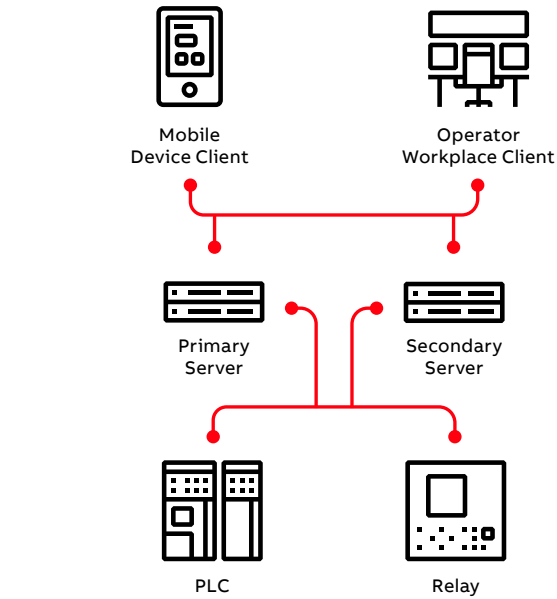 Mobile
Device Client
Operator
Workplace Client
Primary
Server
Secondary
Server
PLC
Relay